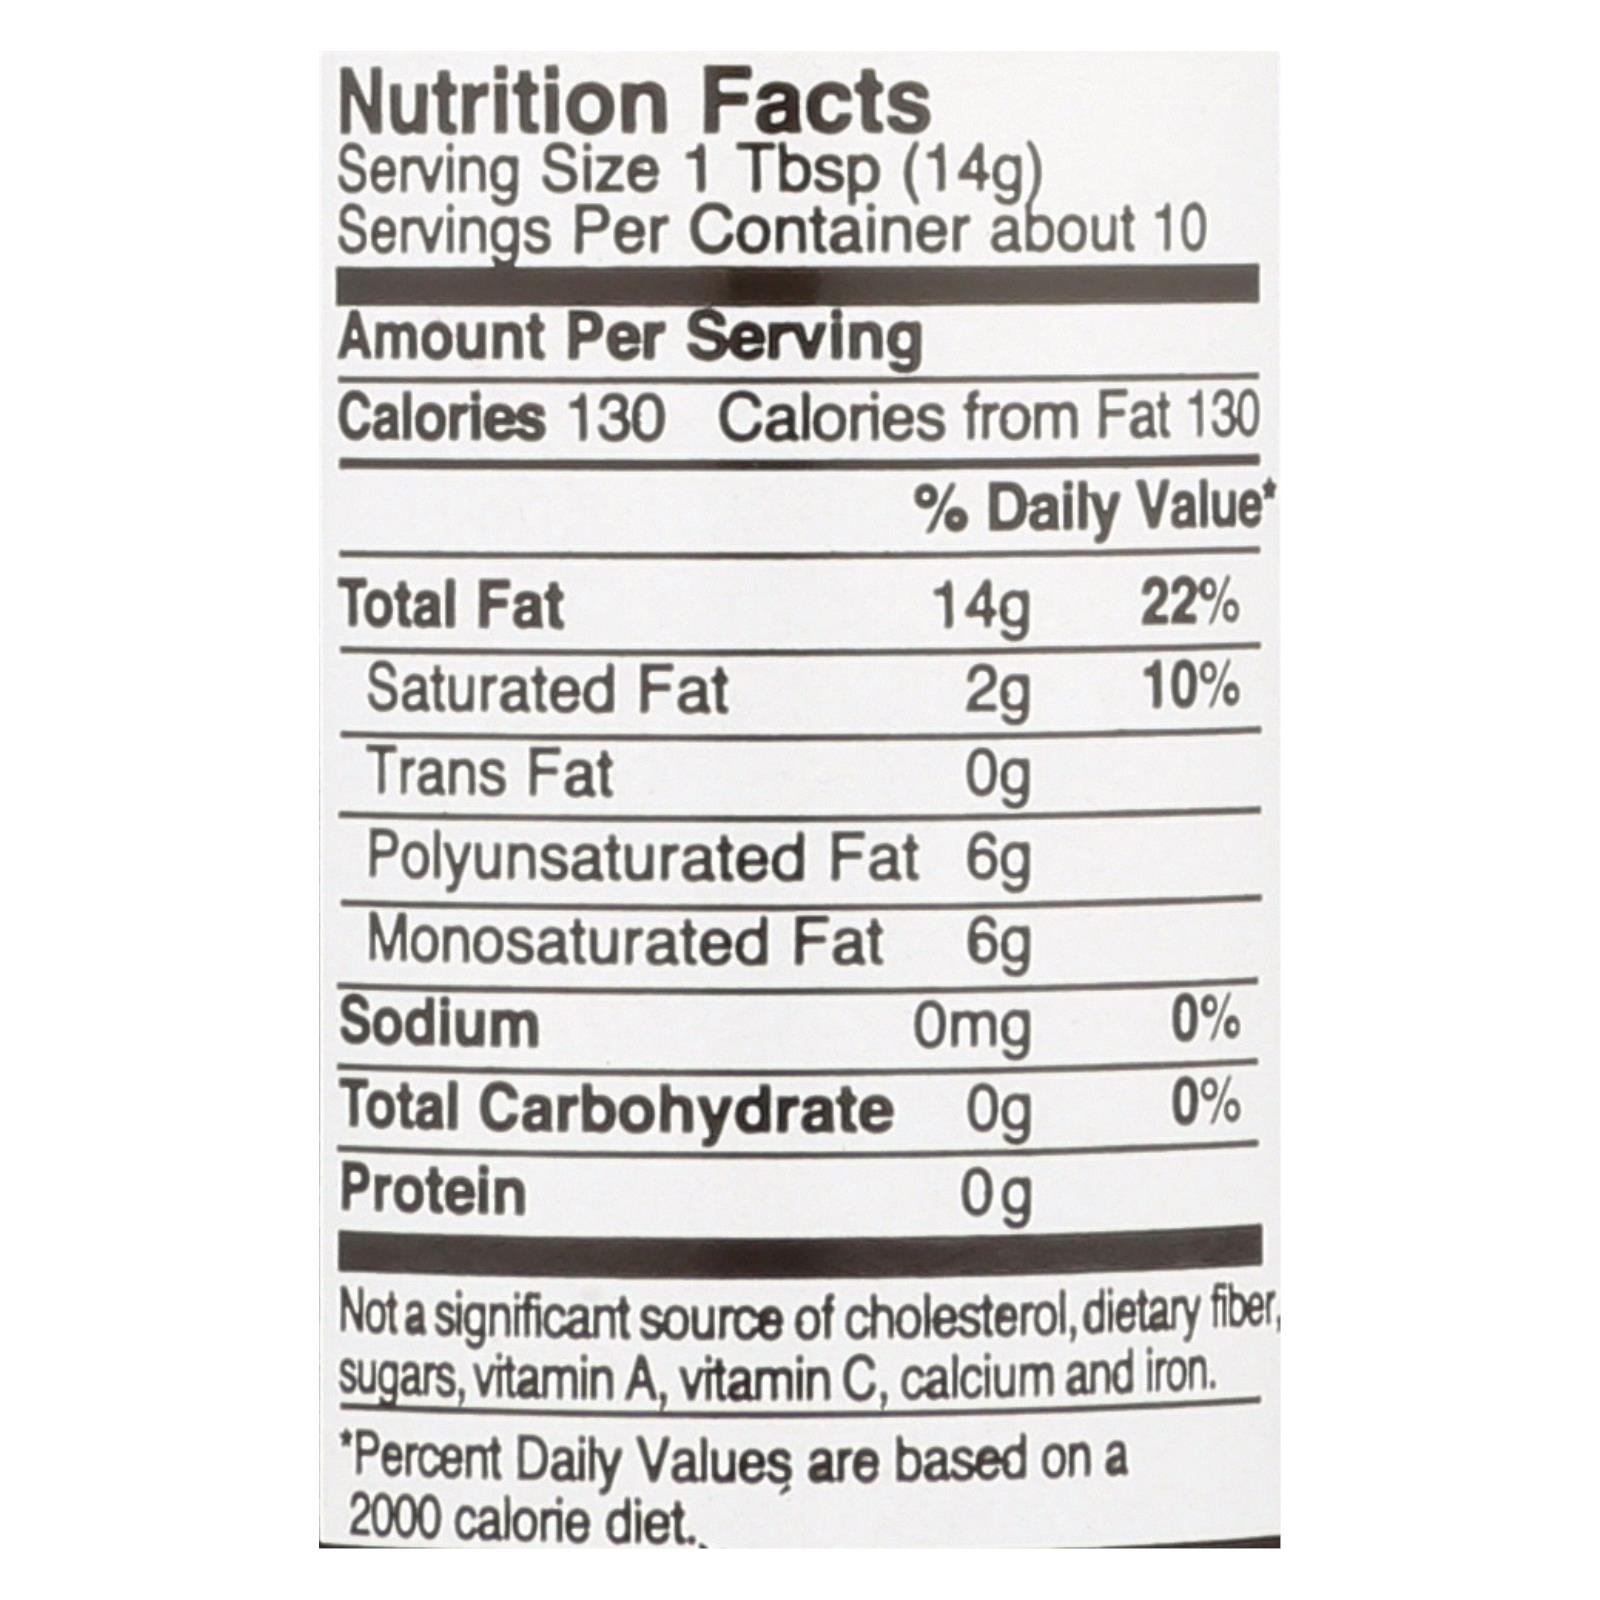 Nutrition Facts
Serving Size 1 Tbsp (14g)
Servings Per Container about 10
Amount Per Serving
Calories 130 Calories from Fat 130
% Daily Value*
Total Fat 14g 22%
Saturated Fat 2g 10%
Trans Fat 0g
Polyunsaturated Fat 6g
Monosaturated Fat 6g
Sodium 0mg 0%
Total Carbohydrate 0g 0%
Protein 0g
Not a significant source of cholesterol, dietary fiber,
sugars, vitamin A, vitamin C, calcium and iron.
*Percent Daily Values are based on a
2000 calorie diet.